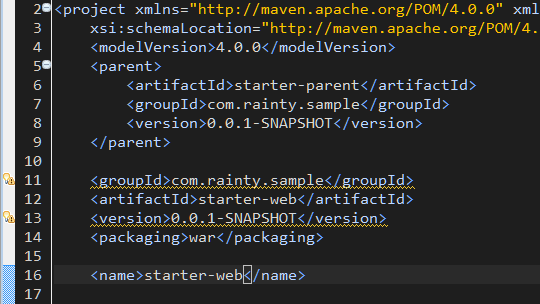 2 <project xmlns="http://maven.apache.org/POM/4.0.0" xml
3 xsi:schemaLocation="http://maven.apache.org/POM/4.
4 <modelVersion>4.0.0</modelVersion>
5 <parent>
6 <artifactId>starter-parent</artifactId>
7 <groupId>com.rainty.sample</groupId>
8 <version>0.0.1-SNAPSHOT</version>
9 </parent>
10
11 <groupId>com.rainty.sample</groupId>
12 <artifactId>starter-web</artifactId>
13 <version>0.0.1-SNAPSHOT</version>
14 <packaging>war</packaging>
15
16 <name>starter-web</name>
17